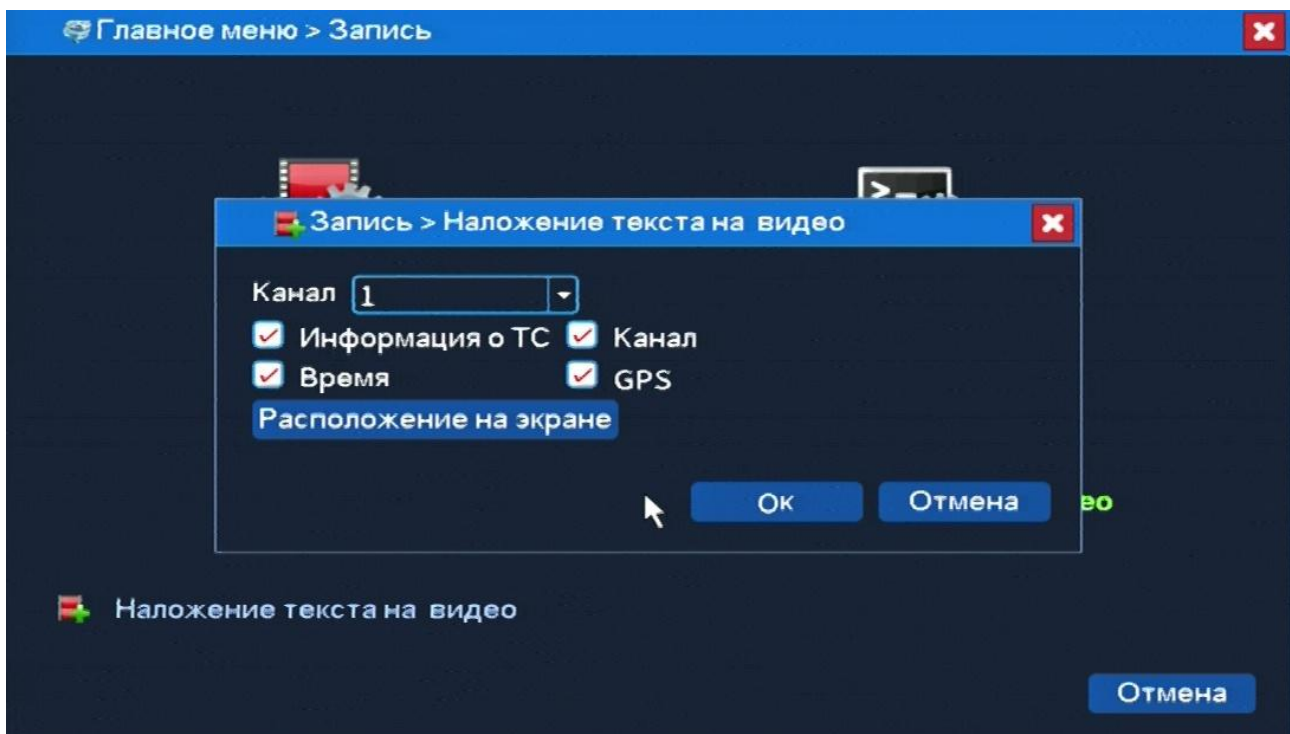 Главное меню > Запись
Запись > Наложение текста на видео
Канал 1
Информация о ТС Канал
Время GPS
Расположение на экране
Ок Отмена
ео
Наложение текста на видео
Отмена